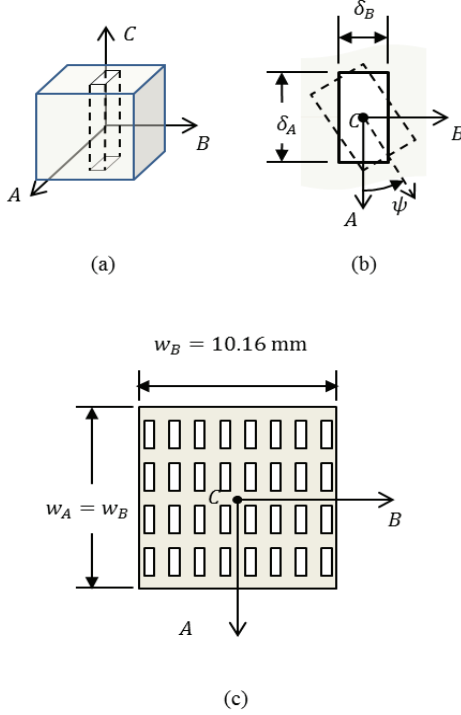 C
B
A
(a)
δ_B
δ_A
C
B
A
ψ
(b)
w_B = 10.16 mm
w_A = w_B
C
B
A
(c)